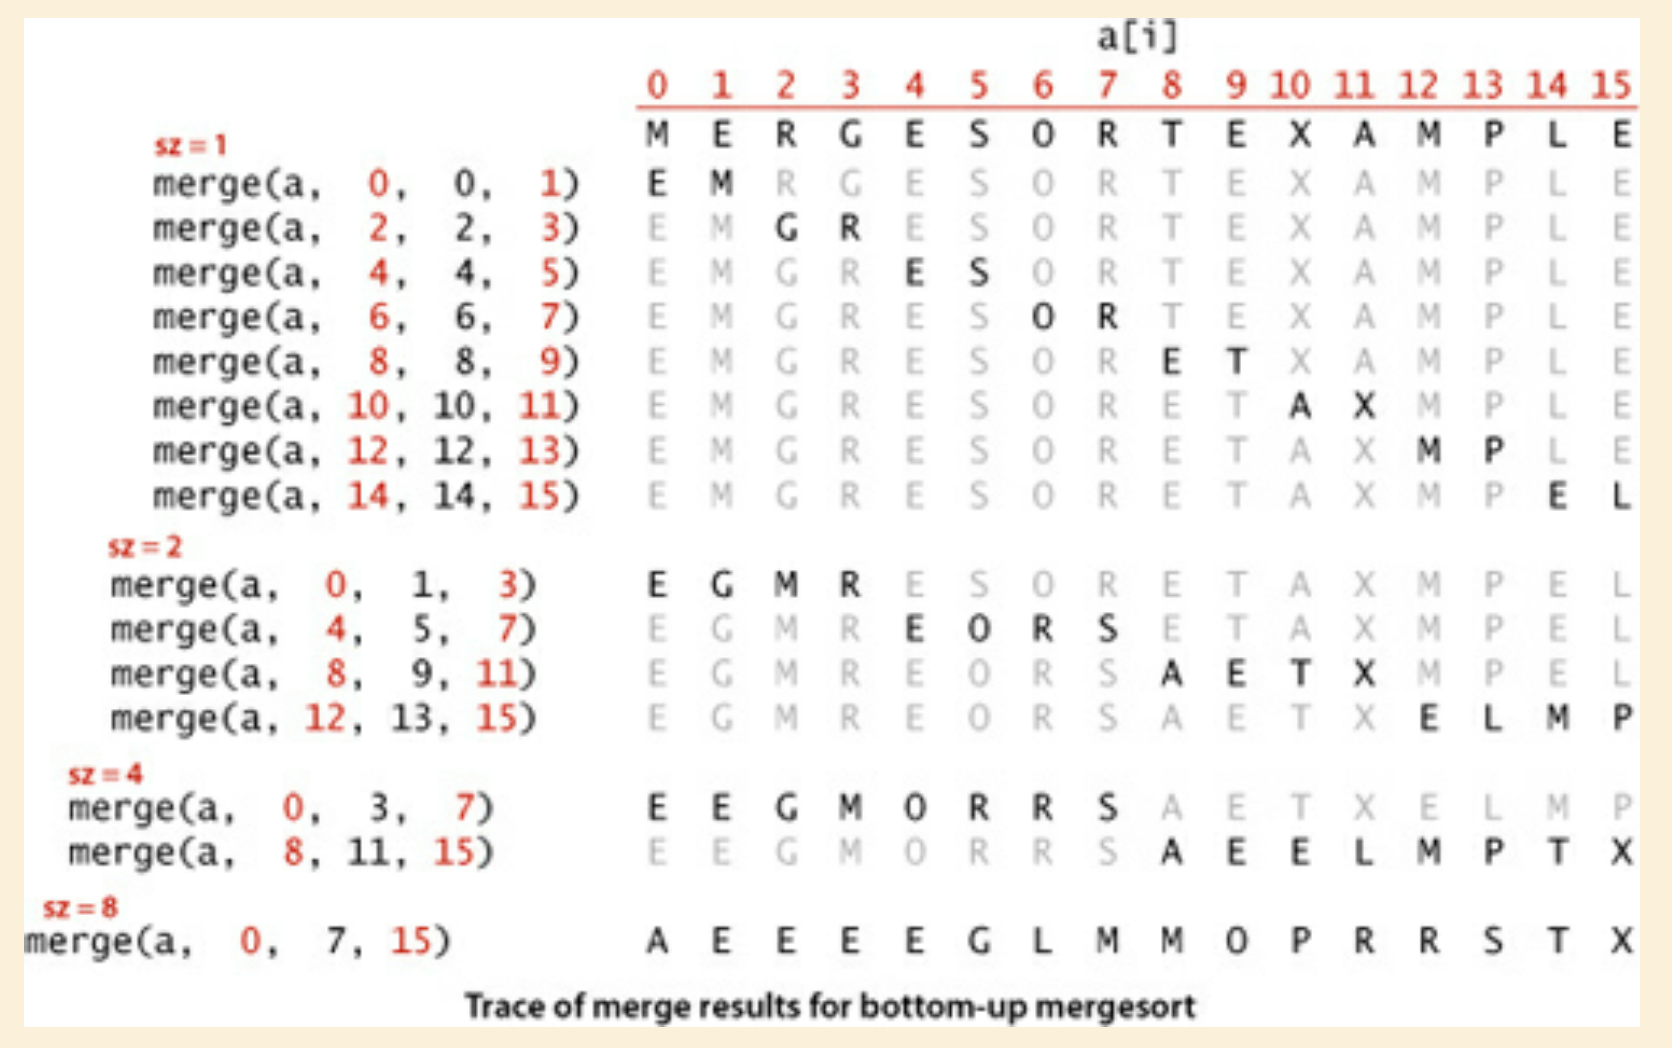 a[i]
0 1 2 3 4 5 6 7 8 9 10 11 12 13 14 15
M E R G E S O R T E X A M P L E
sz = 1
merge(a, 0, 0, 1) E M R G E S O R T E X A M P L E
merge(a, 2, 2, 3) E M G R E S O R T E X A M P L E
merge(a, 4, 4, 5) E M G R E S O R T E X A M P L E
merge(a, 6, 6, 7) E M G R E S O R T E X A M P L E
merge(a, 8, 8, 9) E M G R E S O R E T X A M P L E
merge(a, 10, 10, 11) E M G R E S O R E T A X M P L E
merge(a, 12, 12, 13) E M G R E S O R E T A X M P L E
merge(a, 14, 14, 15) E M G R E S O R E T A X M P E L
sz = 2
merge(a, 0, 1, 3) E G M R E S O R E T A X M P E L
merge(a, 4, 5, 7) E G M R E O R S E T A X M P E L
merge(a, 8, 9, 11) E G M R E O R S A E T X M P E L
merge(a, 12, 13, 15) E G M R E O R S A E T X E L M P
sz = 4
merge(a, 0, 3, 7) E E G M O R R S A E T X E L M P
merge(a, 8, 11, 15) E E G M O R R S A E E L M P T X
sz = 8
merge(a, 0, 7, 15) A E E E E G L M M O P R R S T X
Trace of merge results for bottom-up mergesort